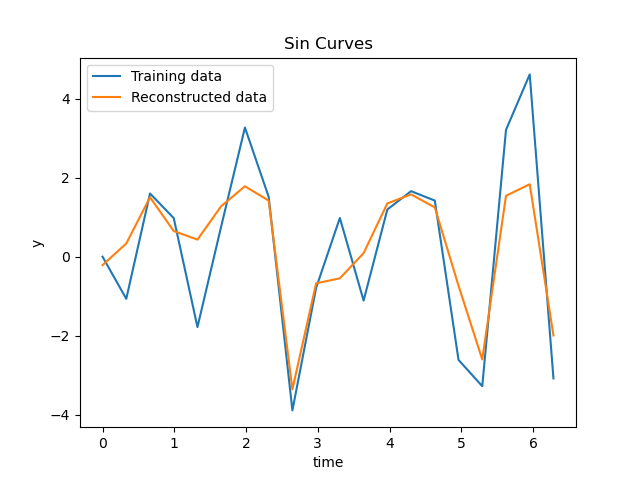 Sin Curves
Training data
Reconstructed data
y
4
2
0
−2
−4
0 1 2 3 4 5 6
time